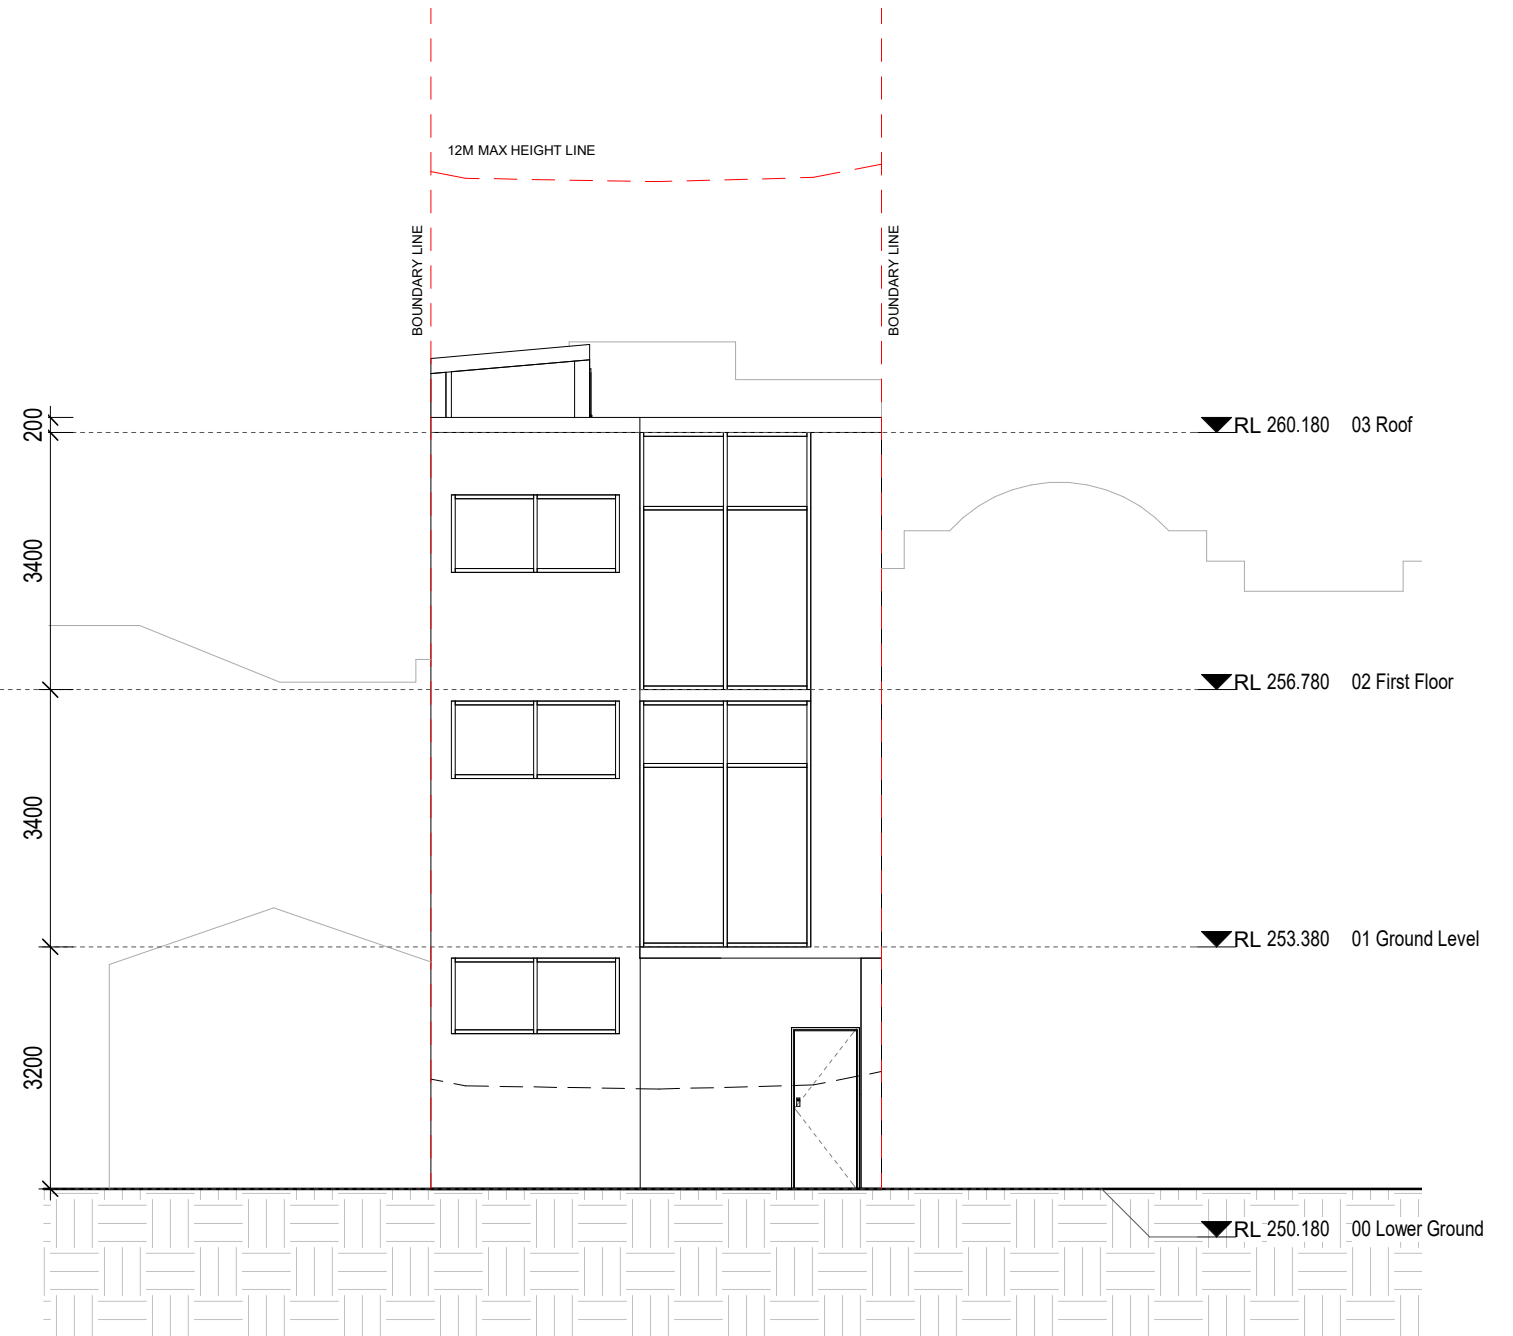 12M MAX HEIGHT LINE
BOUNDARY LINE
BOUNDARY LINE
200
RL 260.180 03 Roof
3400
RL 256.780 02 First Floor
3400
RL 253.380 01 Ground Level
3200
RL 250.180 00 Lower Ground